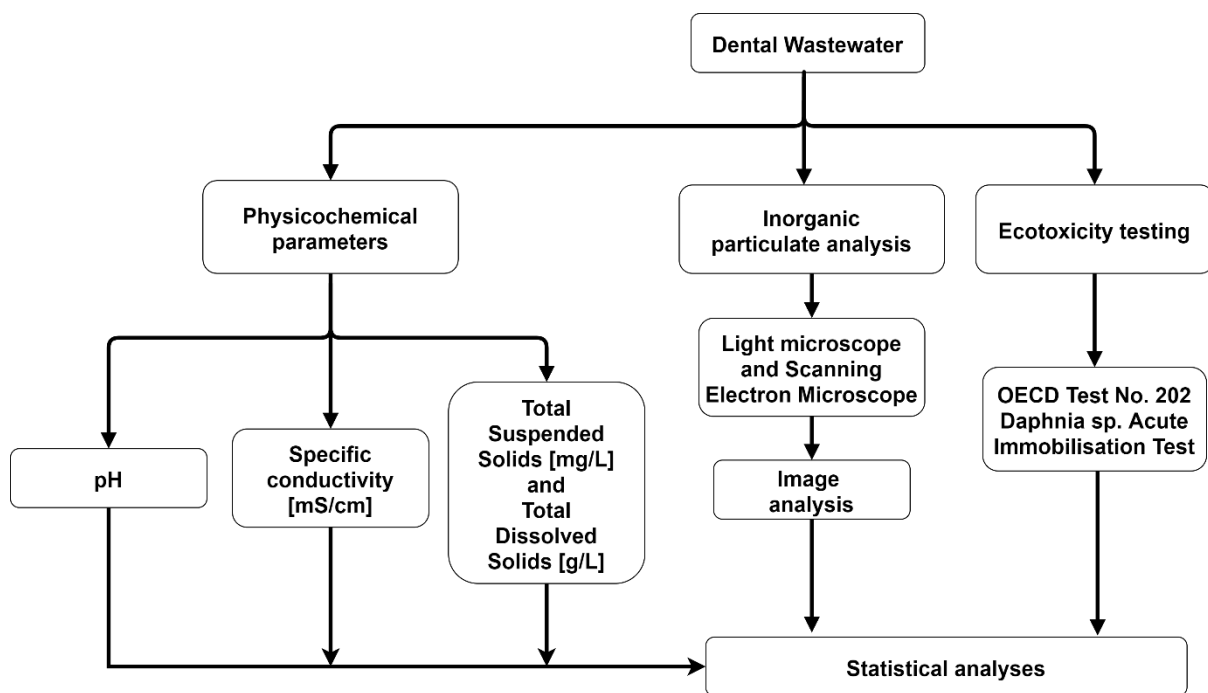 Dental Wastewater
Physicochemical
parameters
Inorganic
particulate analysis
Ecotoxicity testing
Light microscope
and Scanning
Electron Microscope
OECD Test No. 202
Daphnia sp. Acute
Immobilisation Test
pH
Specific
conductivity
[mS/cm]
Total
Suspended
Solids [mg/L]
and
Total
Dissolved
Solids [g/L]
Image
analysis
Statistical analyses